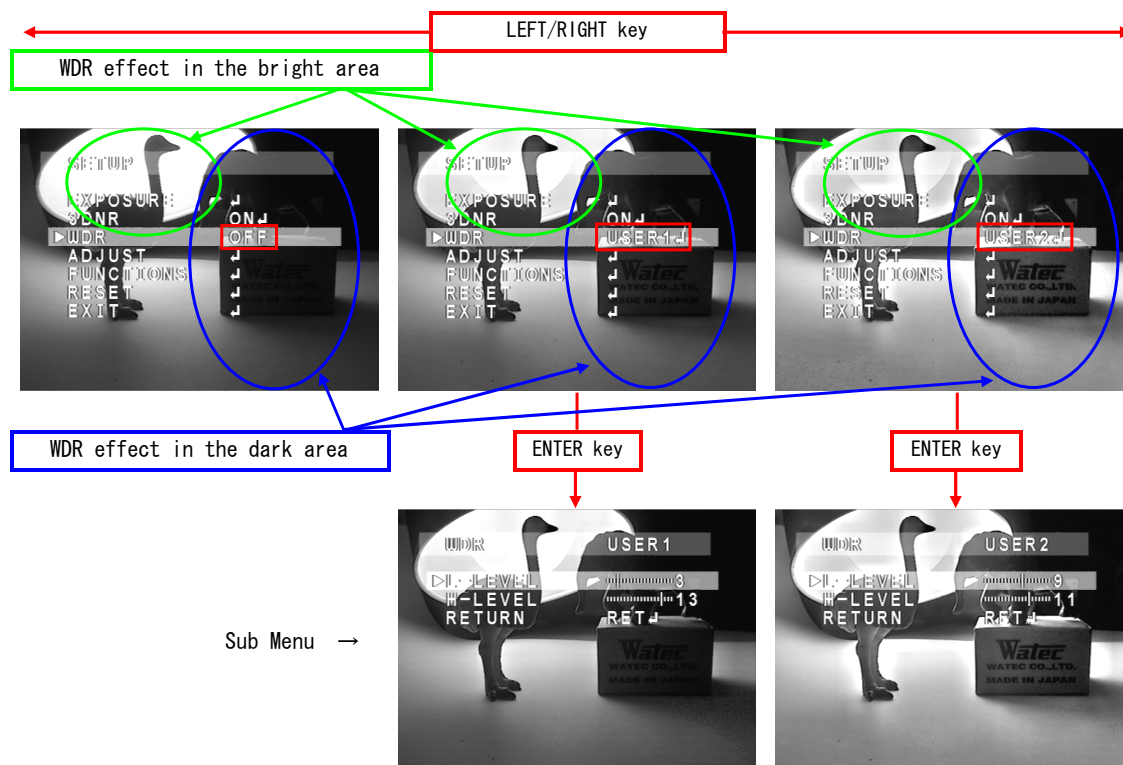 LEFT/RIGHT key
WDR effect in the bright area
SETUP
EXPOSURE ↲
3DNR ON↲
▷WDR OFF
ADJUST ↲
FUNCTIONS ↲
RESET ↲
EXIT ↲
Watec
WATEC CO.,LTD.
MADE IN JAPAN
SETUP
EXPOSURE ↲
3DNR ON↲
▷WDR USER1↲
ADJUST ↲
FUNCTIONS ↲
RESET ↲
EXIT ↲
Watec
WATEC CO.,LTD.
MADE IN JAPAN
SETUP
EXPOSURE ↲
3DNR ON↲
▷WDR USER2↲
ADJUST ↲
FUNCTIONS ↲
RESET ↲
EXIT ↲
Watec
WATEC CO.,LTD.
MADE IN JAPAN
WDR effect in the dark area
ENTER key
ENTER key
Sub Menu →
WDR USER1
▷L-LEVEL 3
H-LEVEL 13
RETURN RET↲
Watec
WATEC CO.,LTD.
MADE IN JAPAN
WDR USER2
▷L-LEVEL 9
H-LEVEL 11
RETURN RET↲
Watec
WATEC CO.,LTD.
MADE IN JAPAN